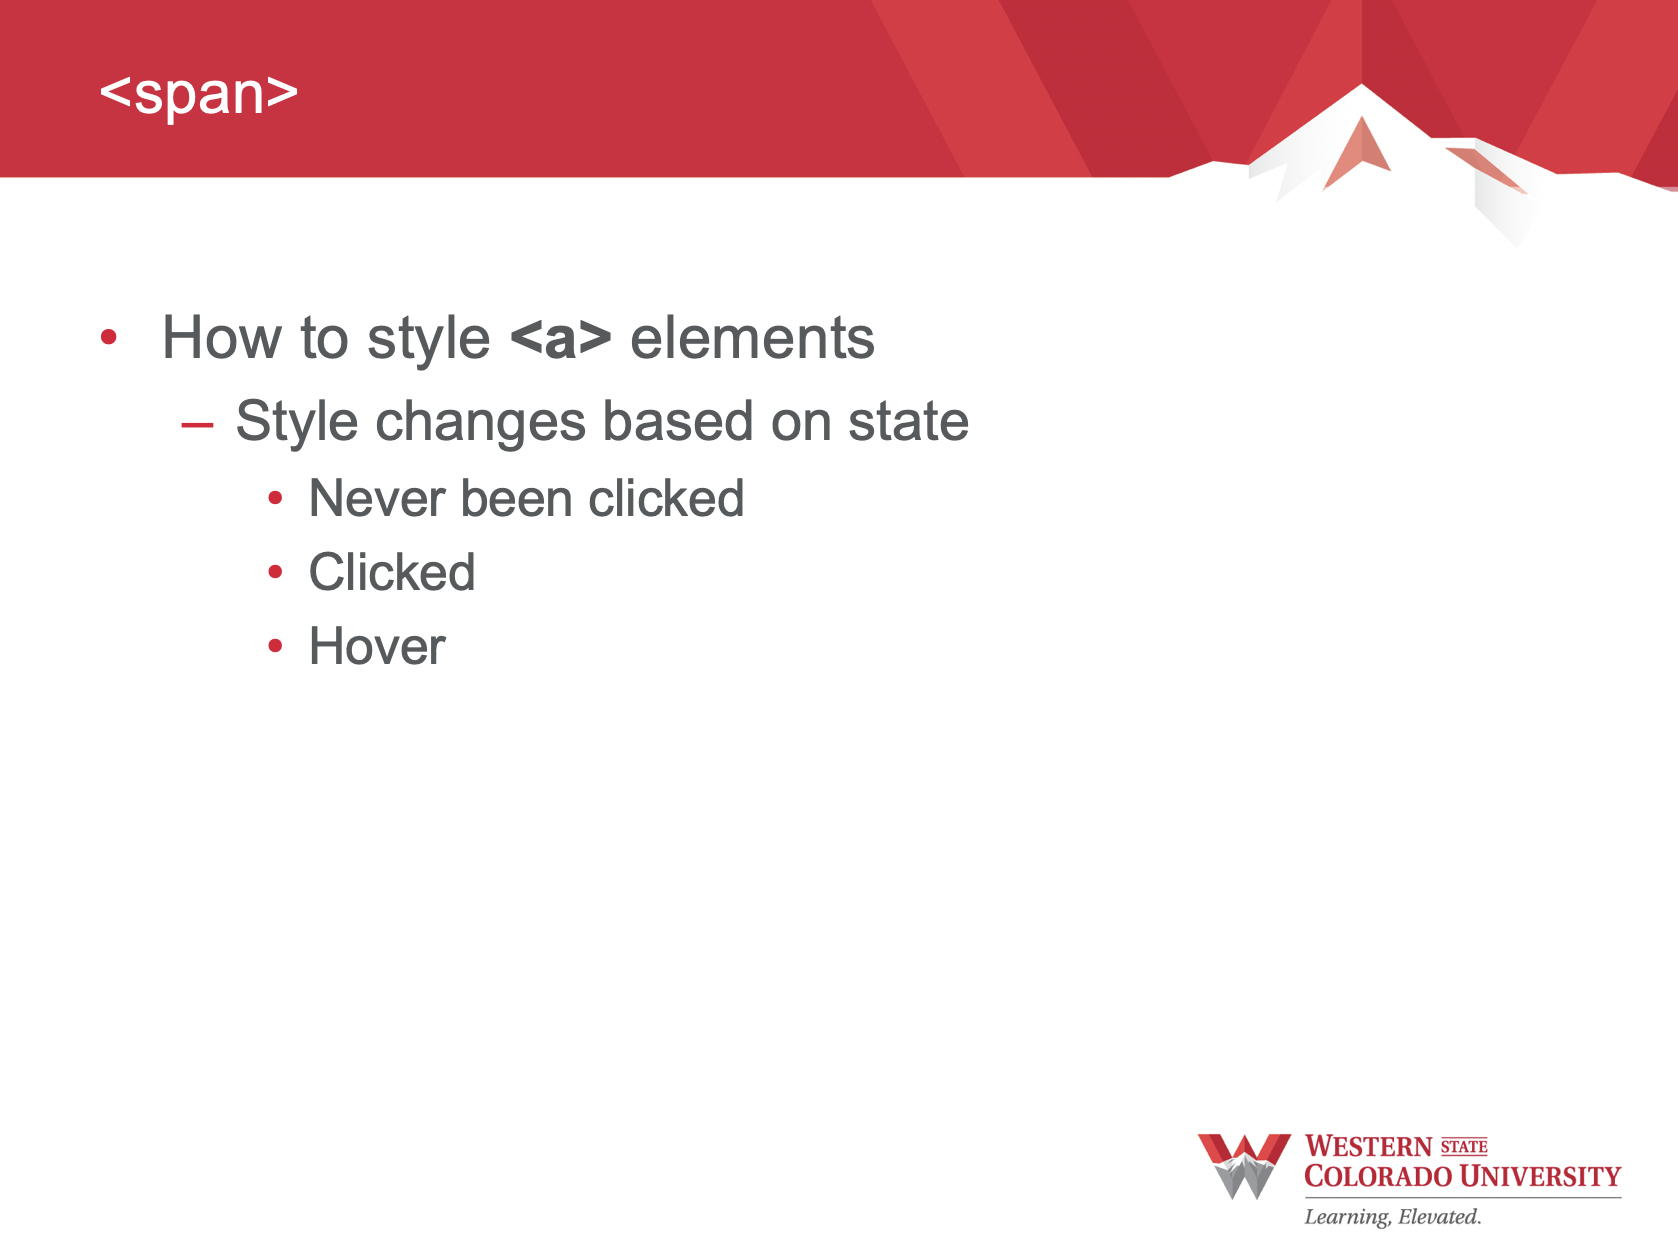 <span>
• How to style <a> elements
– Style changes based on state
• Never been clicked
• Clicked
• Hover
WESTERN STATE
COLORADO UNIVERSITY
Learning, Elevated.